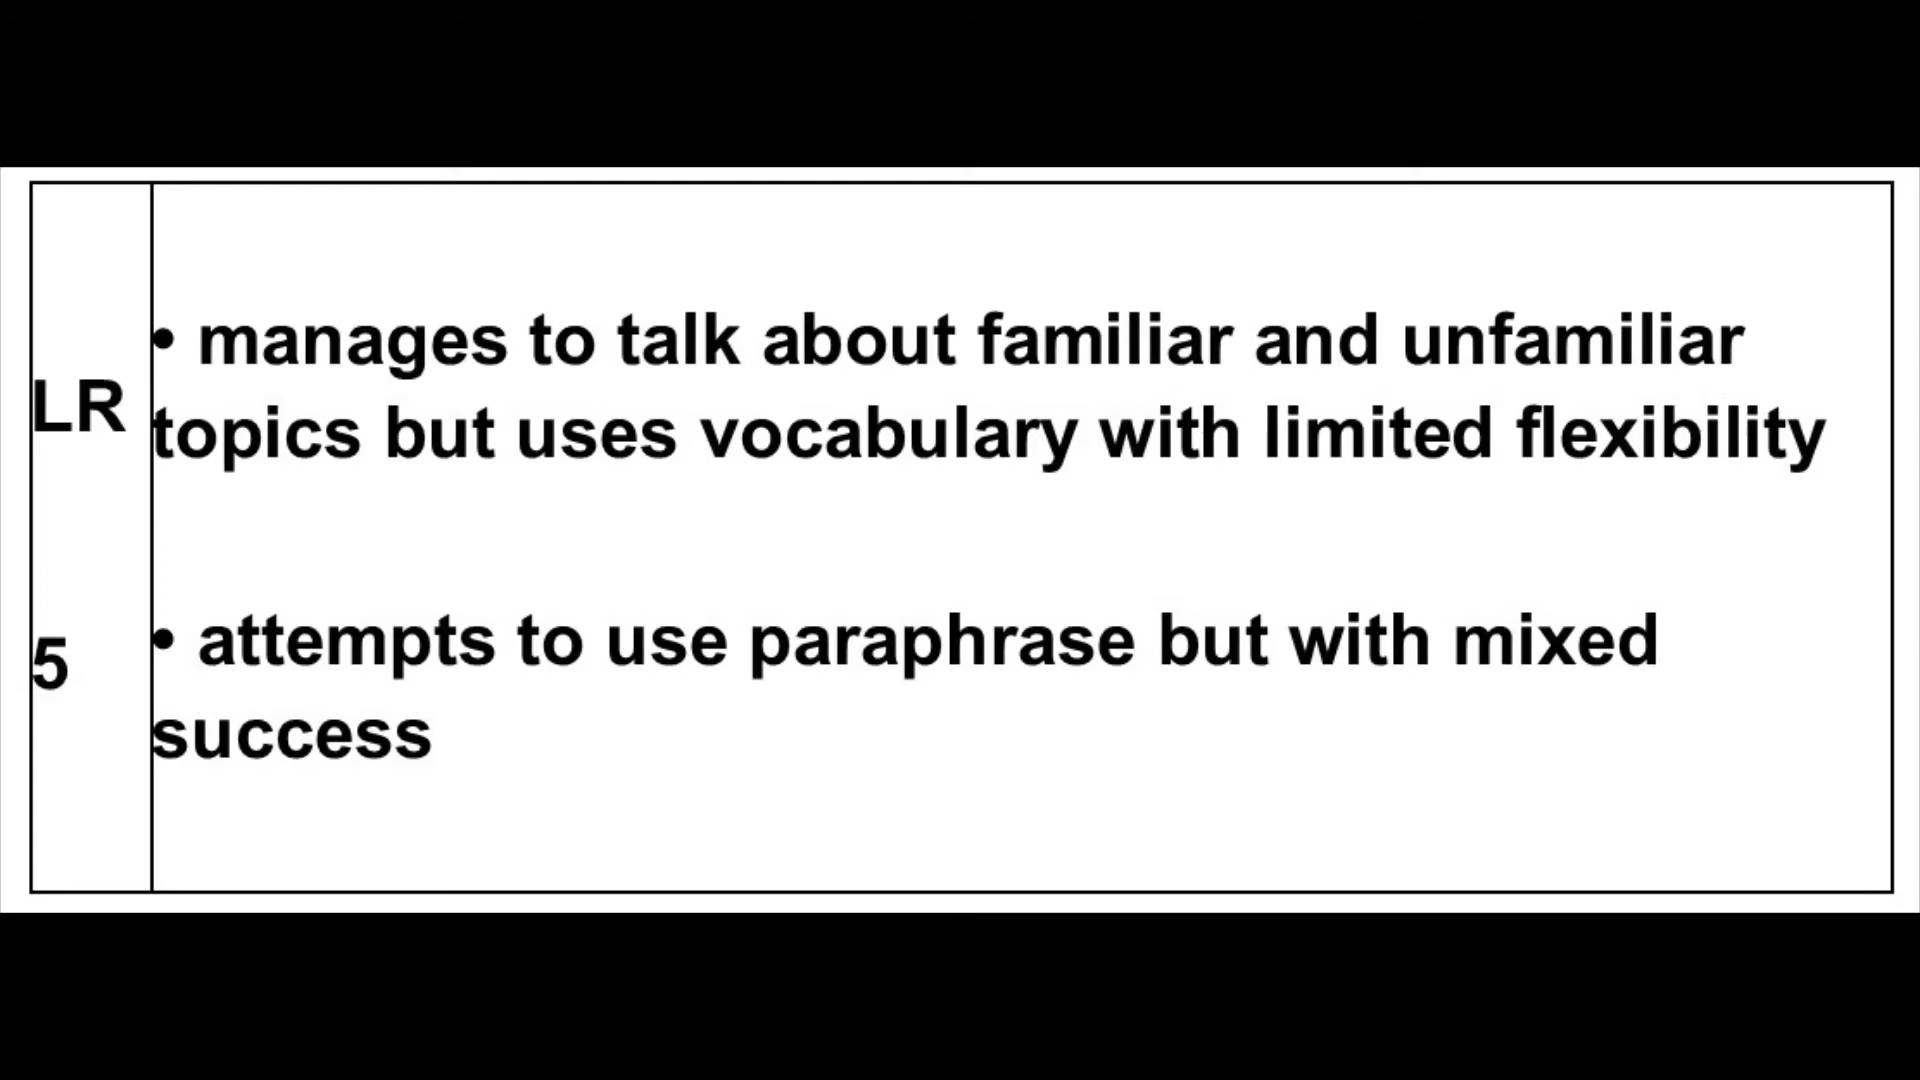 LR
• manages to talk about familiar and unfamiliar
topics but uses vocabulary with limited flexibility
5
• attempts to use paraphrase but with mixed
success